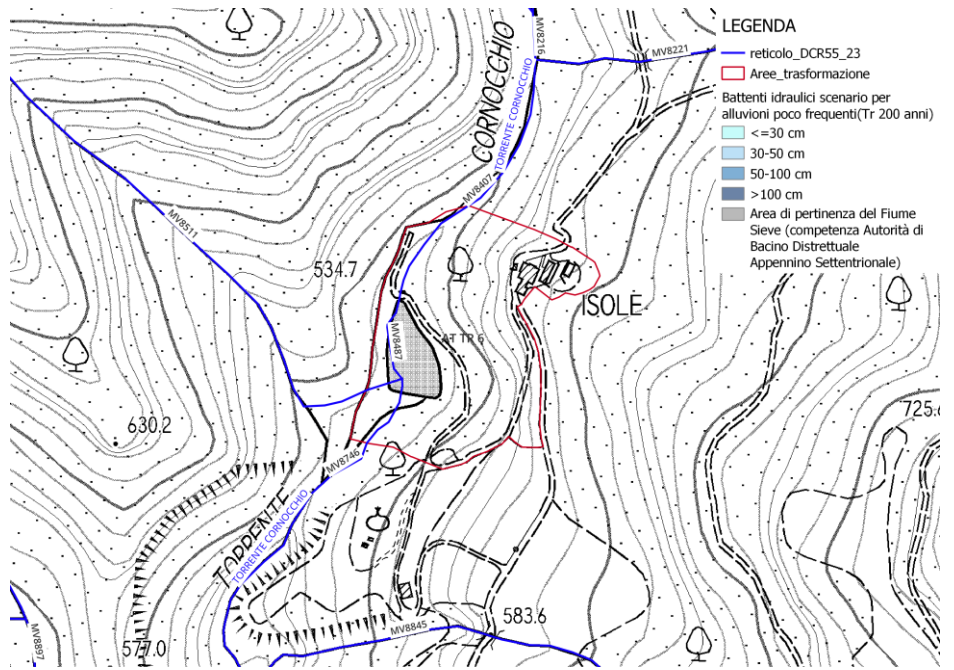 LEGENDA
reticolo_DCR55_23
Aree_trasformazione
Battenti idraulici scenario per
alluvioni poco frequenti(Tr 200 anni)
<=30 cm
30-50 cm
50-100 cm
>100 cm
Area di pertinenza del Fiume
Sieve (competenza Autorità di
Bacino Distrettuale
Appennino Settentrionale)
MV8216
MV8221
CORNOCCHIO
TORRENTE CORNOCCHIO
MV8407
MV8511
534.7
ISOLE
MV8487
AT TR 6
630.2
725.6
MV8746
TORRENTE
TORRENTE CORNOCCHIO
583.6
MV8845
577.0
MV8897